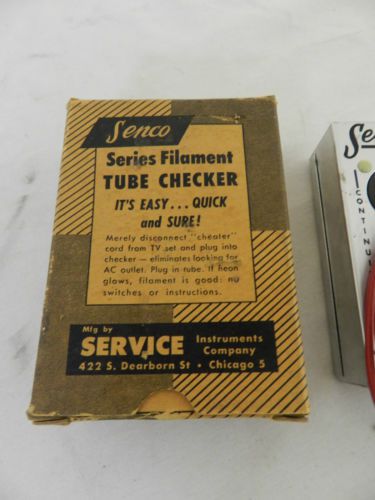 Senco
Series Filament
TUBE CHECKER
IT'S EASY... QUICK
and SURE!
Merely disconnect "cheater"
cord from TV set and plug into
checker — eliminates looking for
AC outlet. Plug in tube. If neon
glows, filament is good: no
switches or instructions.
Mfg by
SERVICE Instruments
Company
422 S. Dearborn St • Chicago 5
Se
CONTINU